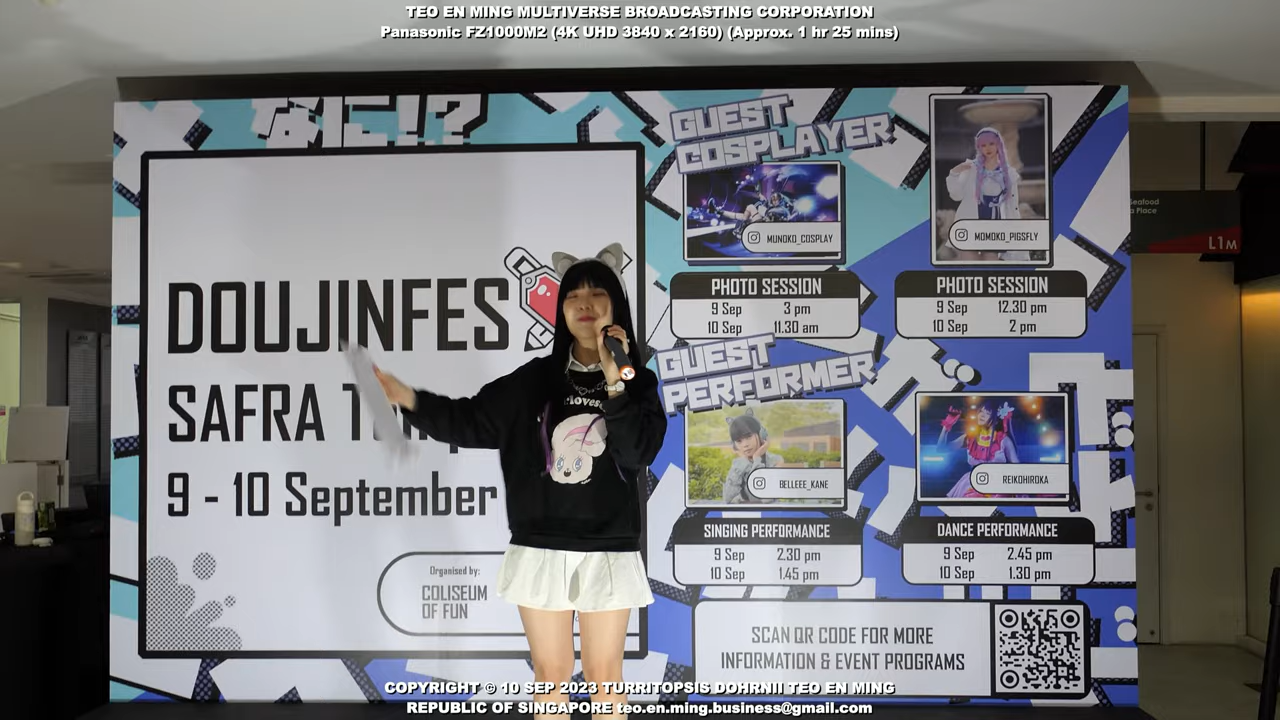 TEO EN MING MULTIVERSE BROADCASTING CORPORATION
Panasonic FZ1000M2 (4K UHD 3840 x 2160) (Approx. 1 hr 25 mins)
なに!?
DOUJINFES
SAFRA
9 - 10 September
Organised by:
COLISEUM
OF FUN
GUEST
COSPLAYER
MUNOKO_COSPLAY
PHOTO SESSION
9 Sep 3 pm
10 Sep 11.30 am
MOMOKO_PIGSFLY
PHOTO SESSION
9 Sep 12.30 pm
10 Sep 2 pm
GUEST
PERFORMER
BELLEEE_KANE
SINGING PERFORMANCE
9 Sep 2.30 pm
10 Sep 1.45 pm
REIKOHIROKA
DANCE PERFORMANCE
9 Sep 2.45 pm
10 Sep 1.30 pm
SCAN QR CODE FOR MORE
INFORMATION & EVENT PROGRAMS
Seafood
Place
L1M
COPYRIGHT © 10 SEP 2023 TURRITOPSIS DOHRNII TEO EN MING
REPUBLIC OF SINGAPORE teo.en.ming.business@gmail.com